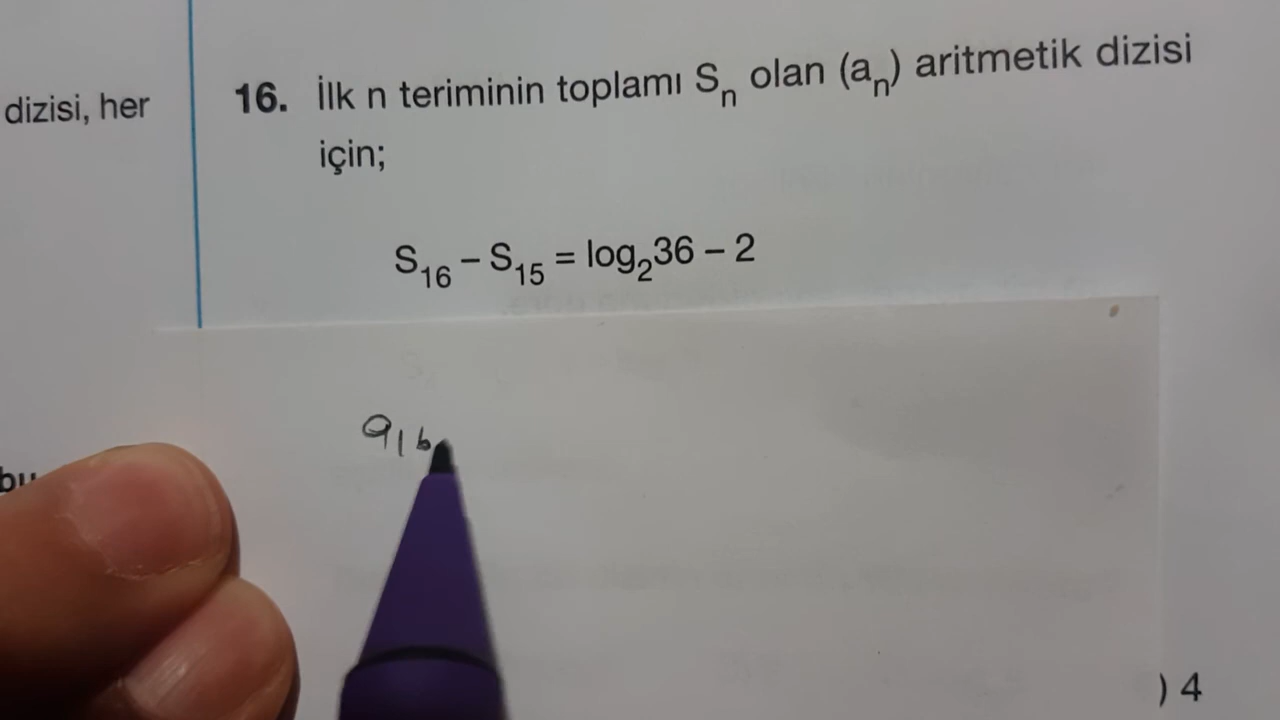 dizisi, her
16. İlk n teriminin toplamı Sₙ olan (aₙ) aritmetik dizisi
için;
S₁₆ – S₁₅ = log₂36 – 2
a₁₆
) 4